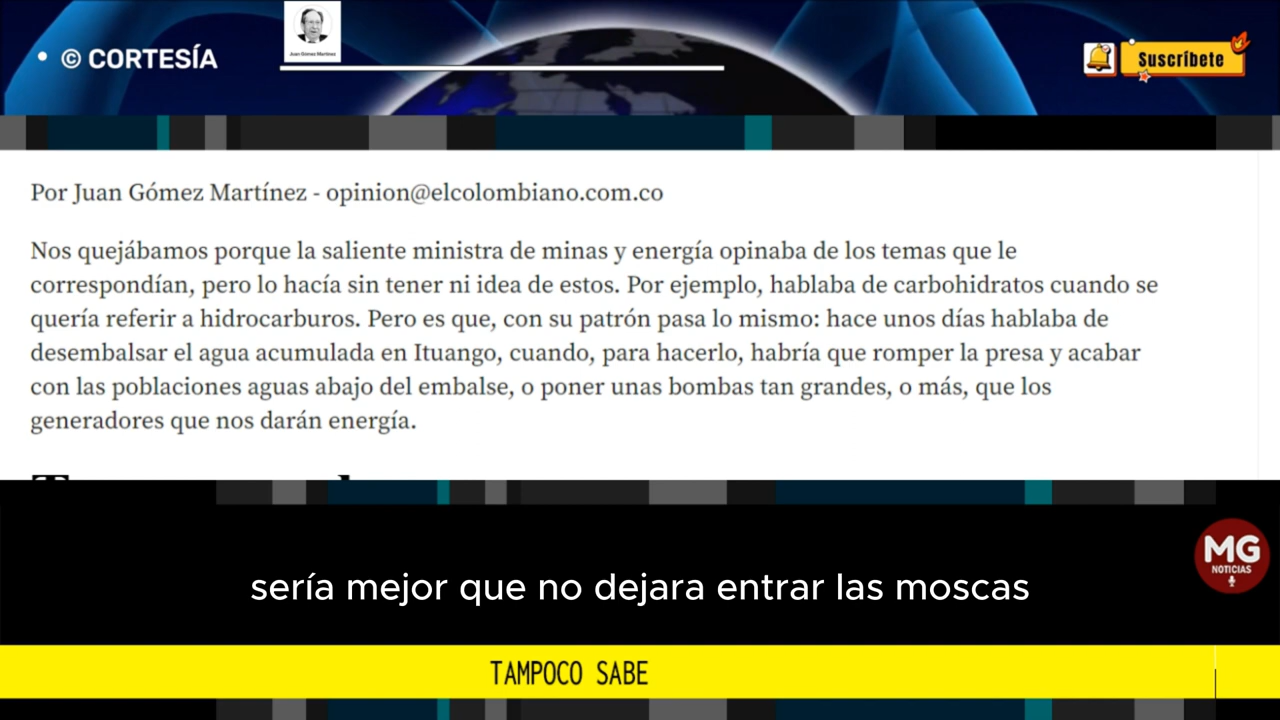 © CORTESÍA
Juan Gómez Martínez
Suscríbete
Por Juan Gómez Martínez - opinion@elcolombiano.com.co
Nos quejábamos porque la saliente ministra de minas y energía opinaba de los temas que le
correspondían, pero lo hacía sin tener ni idea de estos. Por ejemplo, hablaba de carbohidratos cuando se
quería referir a hidrocarburos. Pero es que, con su patrón pasa lo mismo: hace unos días hablaba de
desembalsar el agua acumulada en Ituango, cuando, para hacerlo, habría que romper la presa y acabar
con las poblaciones aguas abajo del embalse, o poner unas bombas tan grandes, o más, que los
generadores que nos darán energía.
sería mejor que no dejara entrar las moscas
MG
NOTICIAS
TAMPOCO SABE